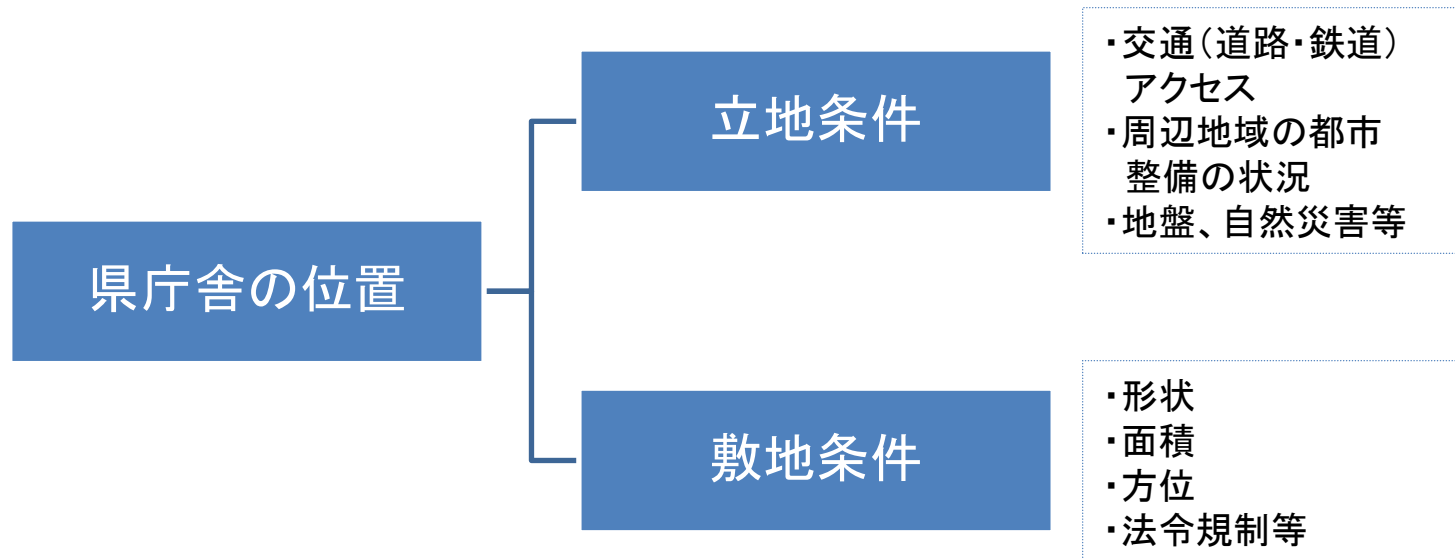 県庁舎の位置
立地条件
・交通（道路・鉄道）
アクセス
・周辺地域の都市
整備の状況
・地盤、自然災害等
敷地条件
・形状
・面積
・方位
・法令規制等